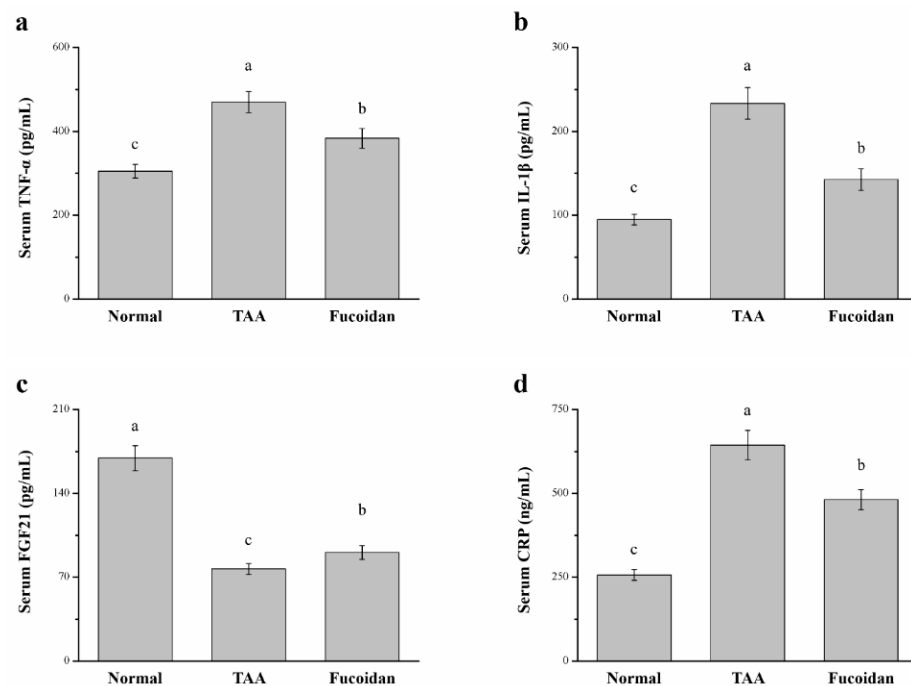 a
600
400
200
0
Serum TNF-α (pg/mL)
c
a
b
Normal TAA Fucoidan
b
300
200
100
0
Serum IL-1β (pg/mL)
c
a
b
Normal TAA Fucoidan
c
210
140
70
0
Serum FGF21 (pg/mL)
a
c
b
Normal TAA Fucoidan
d
750
500
250
0
Serum CRP (ng/mL)
c
a
b
Normal TAA Fucoidan